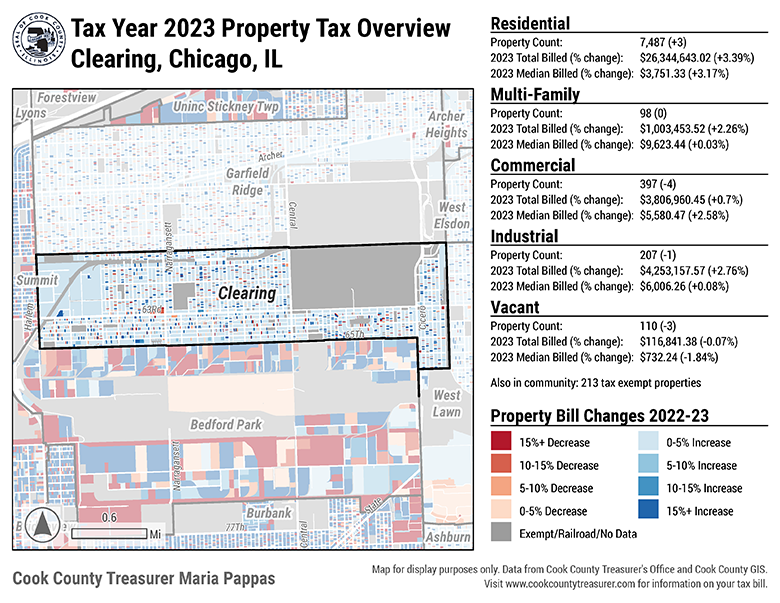 SEAL OF COOK COUNTY
ILLINOIS
Tax Year 2023 Property Tax Overview
Clearing, Chicago, IL
Forestview
Lyons
Uninc Stickney Twp
Archer
Heights
Archer
Garfield
Ridge
Central
West
Elsdon
Narragansett
Summit
Clearing
63Rd
65Th
Harlem
Cicero
West
Lawn
Bedford Park
Narragansett
State
Burbank
77Th
Central
Ashburn
0.6
Mi
Residential
Property Count: 7,487 (+3)
2023 Total Billed (% change): $26,344,643.02 (+3.39%)
2023 Median Billed (% change): $3,751.33 (+3.17%)
Multi-Family
Property Count: 98 (0)
2023 Total Billed (% change): $1,003,453.52 (+2.26%)
2023 Median Billed (% change): $9,623.44 (+0.03%)
Commercial
Property Count: 397 (-4)
2023 Total Billed (% change): $3,806,960.45 (+0.7%)
2023 Median Billed (% change): $5,580.47 (+2.58%)
Industrial
Property Count: 207 (-1)
2023 Total Billed (% change): $4,253,157.57 (+2.76%)
2023 Median Billed (% change): $6,006.26 (+0.08%)
Vacant
Property Count: 110 (-3)
2023 Total Billed (% change): $116,841.38 (-0.07%)
2023 Median Billed (% change): $732.24 (-1.84%)
Also in community: 213 tax exempt properties
Property Bill Changes 2022-23
15%+ Decrease
10-15% Decrease
5-10% Decrease
0-5% Decrease
0-5% Increase
5-10% Increase
10-15% Increase
15%+ Increase
Exempt/Railroad/No Data
Cook County Treasurer Maria Pappas
Map for display purposes only. Data from Cook County Treasurer's Office and Cook County GIS.
Visit www.cookcountytreasurer.com for information on your tax bill.